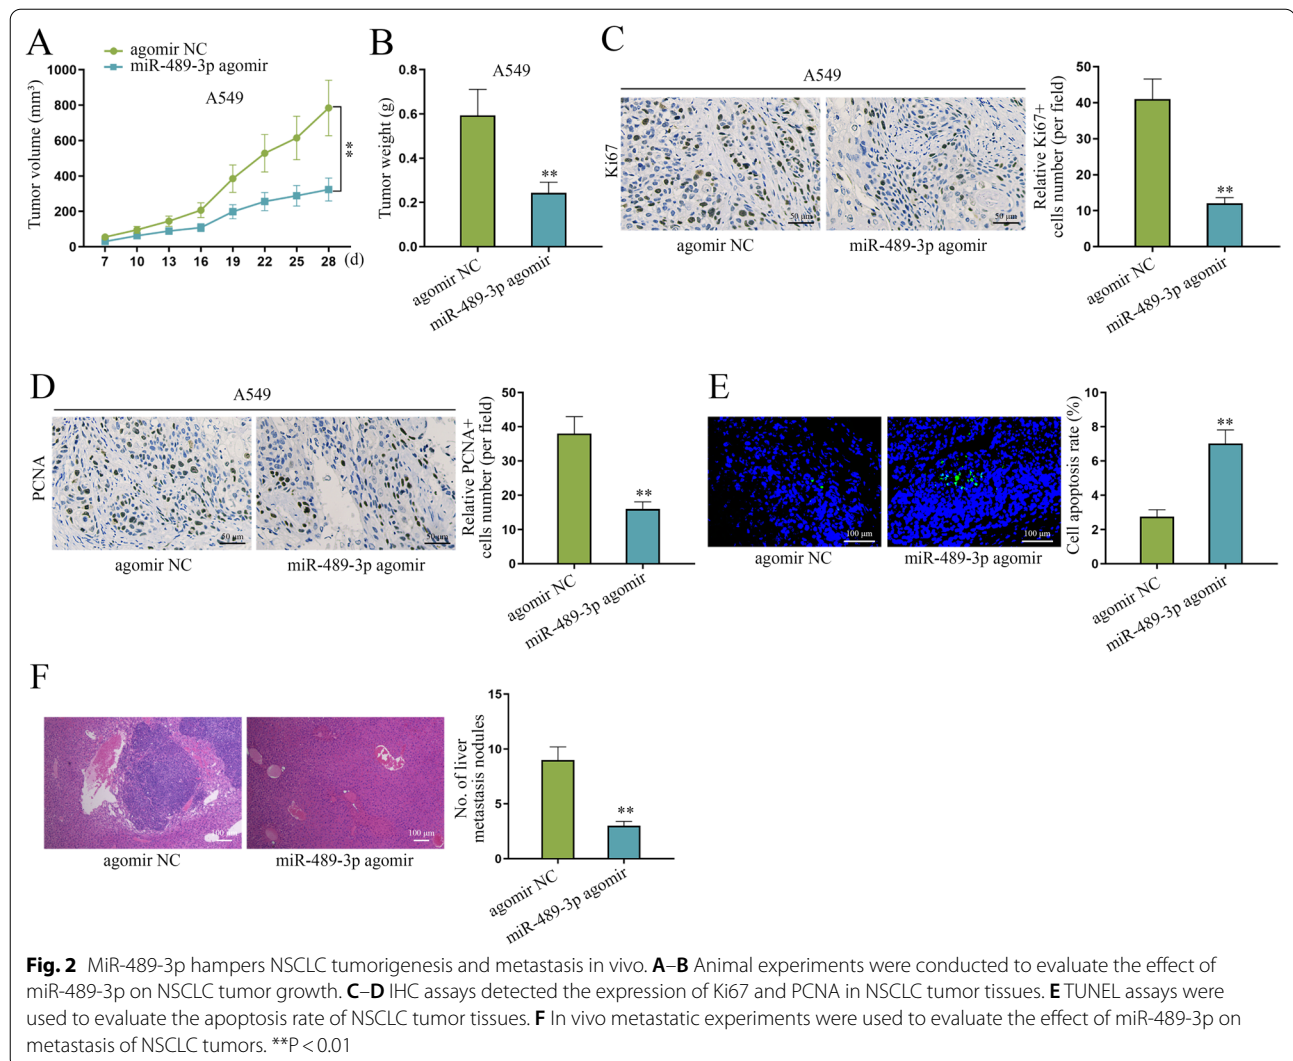 A
agomir NC
miR-489-3p agomir
A549
Tumor volume (mm³)
1000
800
600
400
200
0
7 10 13 16 19 22 25 28 (d)
**
B
A549
Tumor weight (g)
0.8
0.6
0.4
0.2
0.0
**
agomir NC
miR-489-3p agomir
C
A549
Ki67
50 μm
50 μm
agomir NC
miR-489-3p agomir
Relative Ki67+
cells number (per field)
50
40
30
20
10
0
**
agomir NC
miR-489-3p agomir
D
A549
PCNA
50 μm
50 μm
agomir NC
miR-489-3p agomir
Relative PCNA+
cells number (per field)
50
40
30
20
10
0
**
agomir NC
miR-489-3p agomir
E
100 μm
100 μm
agomir NC
miR-489-3p agomir
Cell apoptosis rate (%)
10
8
6
4
2
0
**
agomir NC
miR-489-3p agomir
F
100 μm
100 μm
agomir NC
miR-489-3p agomir
No. of liver
metastasis nodules
15
10
5
0
**
agomir NC
miR-489-3p agomir
Fig. 2 MiR-489-3p hampers NSCLC tumorigenesis and metastasis in vivo. A–B Animal experiments were conducted to evaluate the effect of
miR-489-3p on NSCLC tumor growth. C–D IHC assays detected the expression of Ki67 and PCNA in NSCLC tumor tissues. E TUNEL assays were
used to evaluate the apoptosis rate of NSCLC tumor tissues. F In vivo metastatic experiments were used to evaluate the effect of miR-489-3p on
metastasis of NSCLC tumors. **P < 0.01